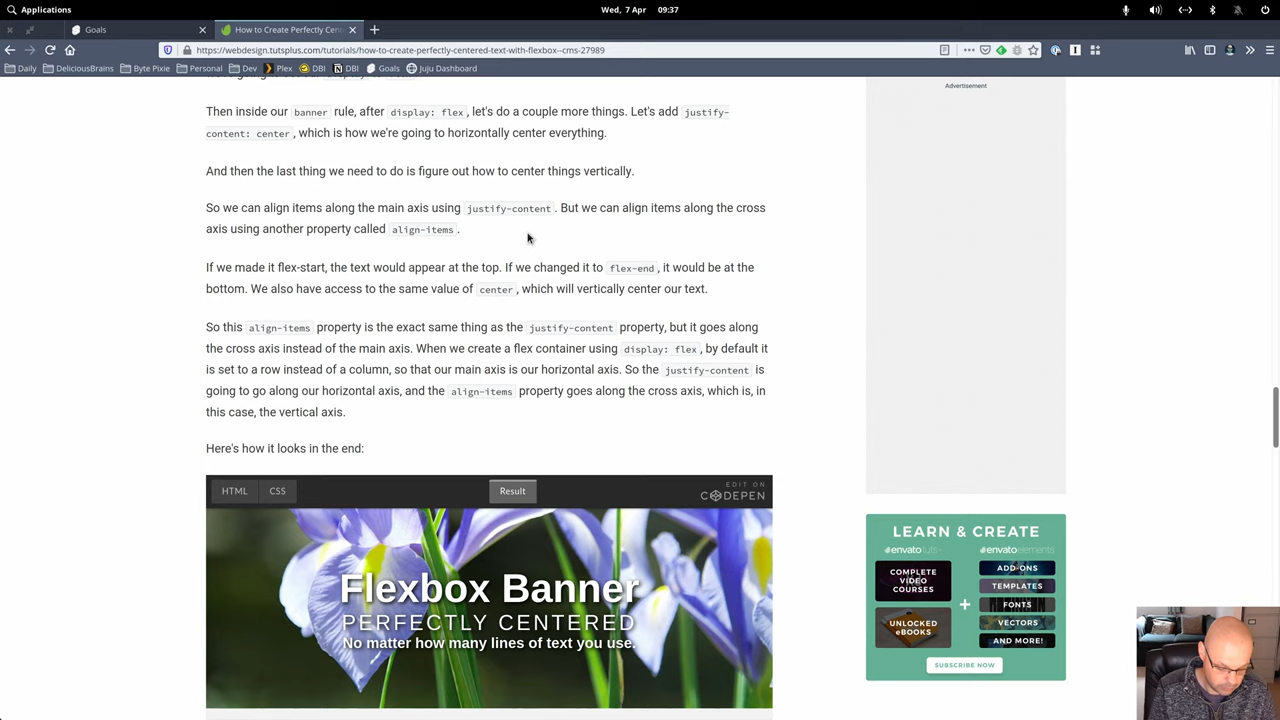 Applications
Wed, 7 Apr 09:37
Goals
How to Create Perfectly Cen
https://webdesign.tutsplus.com/tutorials/how-to-create-perfectly-centered-text-with-flexbox--cms-27989
Daily
DeliciousBrains
Byte Pixie
Personal
Dev
Plex
DBI
DBI
Goals
Juju Dashboard
Advertisement
Then inside our banner rule, after display: flex, let's do a couple more things. Let's add justify-
content: center, which is how we're going to horizontally center everything.
And then the last thing we need to do is figure out how to center things vertically.
So we can align items along the main axis using justify-content. But we can align items along the cross
axis using another property called align-items.
If we made it flex-start, the text would appear at the top. If we changed it to flex-end, it would be at the
bottom. We also have access to the same value of center, which will vertically center our text.
So this align-items property is the exact same thing as the justify-content property, but it goes along
the cross axis instead of the main axis. When we create a flex container using display: flex, by default it
is set to a row instead of a column, so that our main axis is our horizontal axis. So the justify-content is
going to go along our horizontal axis, and the align-items property goes along the cross axis, which is, in
this case, the vertical axis.
Here's how it looks in the end:
HTML
CSS
Result
EDIT ON
CODEPEN
Flexbox Banner
PERFECTLY CENTERED
No matter how many lines of text you use.
LEARN & CREATE
envato tuts+
envato elements
COMPLETE
VIDEO
COURSES
UNLOCKED
eBOOKS
+
ADD-ONS
TEMPLATES
FONTS
VECTORS
AND MORE!
SUBSCRIBE NOW